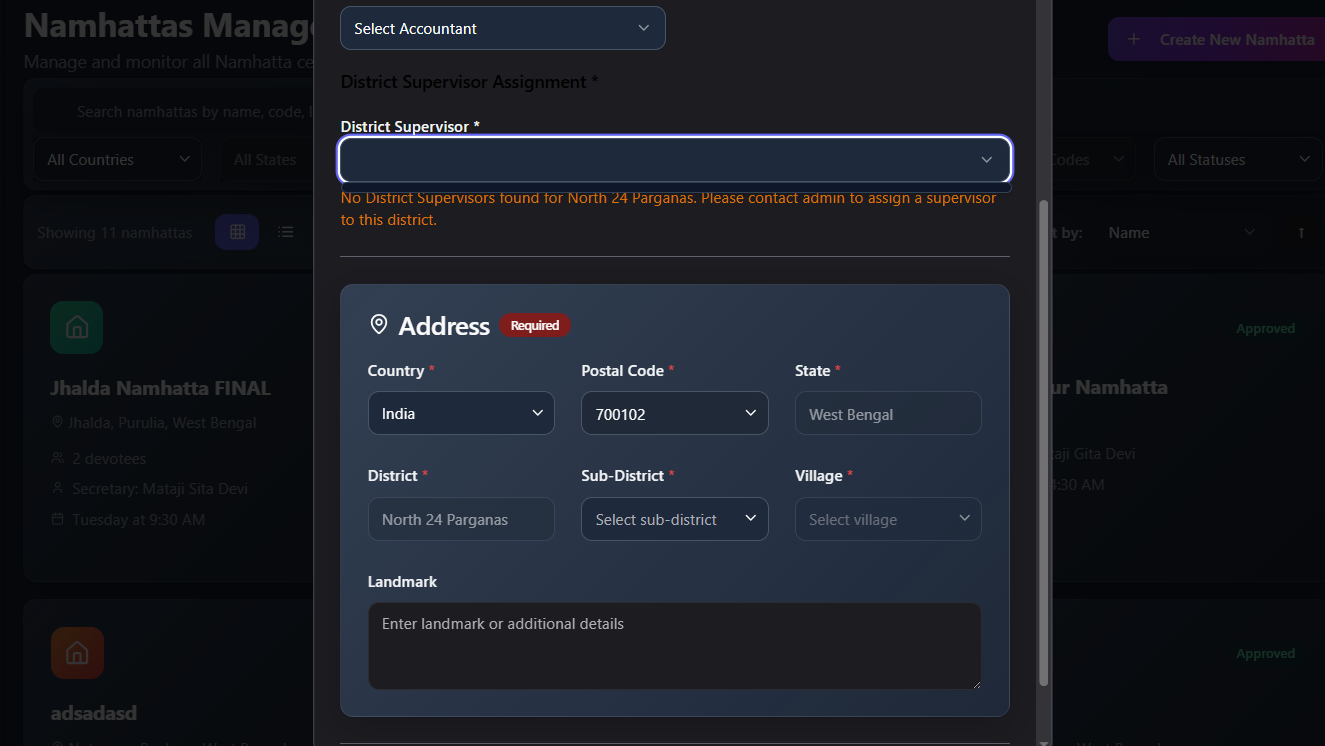 Namhattas Manage
Manage and monitor all Namhatta ce
Create New Namhatta
Search namhattas by name, code,
All Countries
All States
Codes
All Statuses
Showing 11 namhattas
t by:
Name
Select Accountant
District Supervisor Assignment *
District Supervisor *
No District Supervisors found for North 24 Parganas. Please contact admin to assign a supervisor
to this district.
Address
Required
Country *
Postal Code *
State *
India
700102
West Bengal
District *
Sub-District *
Village *
North 24 Parganas
Select sub-district
Select village
Landmark
Enter landmark or additional details
Jhalda Namhatta FINAL
Jhalda, Purulia, West Bengal
2 devotees
Secretary: Mataji Sita Devi
Tuesday at 9:30 AM
Approved
ur Namhatta
taji Gita Devi
4:30 AM
adsadasd
Approved